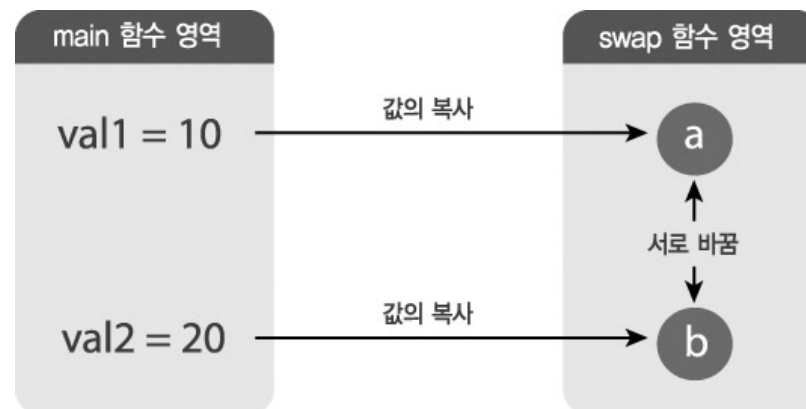 main 함수 영역
swap 함수 영역
val1 = 10
값의 복사
a
서로 바꿈
val2 = 20
값의 복사
b